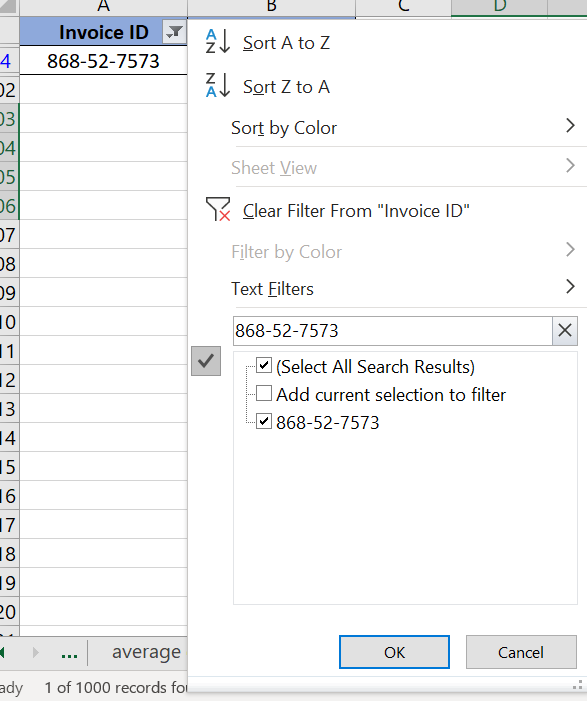 A B C D
Invoice ID
4 868-52-7573
02
03
04
05
06
07
08
09
10
11
12
13
14
15
16
17
18
19
20
A Z Sort A to Z
Z A Sort Z to A
Sort by Color
Sheet View
Clear Filter From "Invoice ID"
Filter by Color
Text Filters
868-52-7573
(Select All Search Results)
Add current selection to filter
868-52-7573
OK Cancel
... average
ady 1 of 1000 records fou